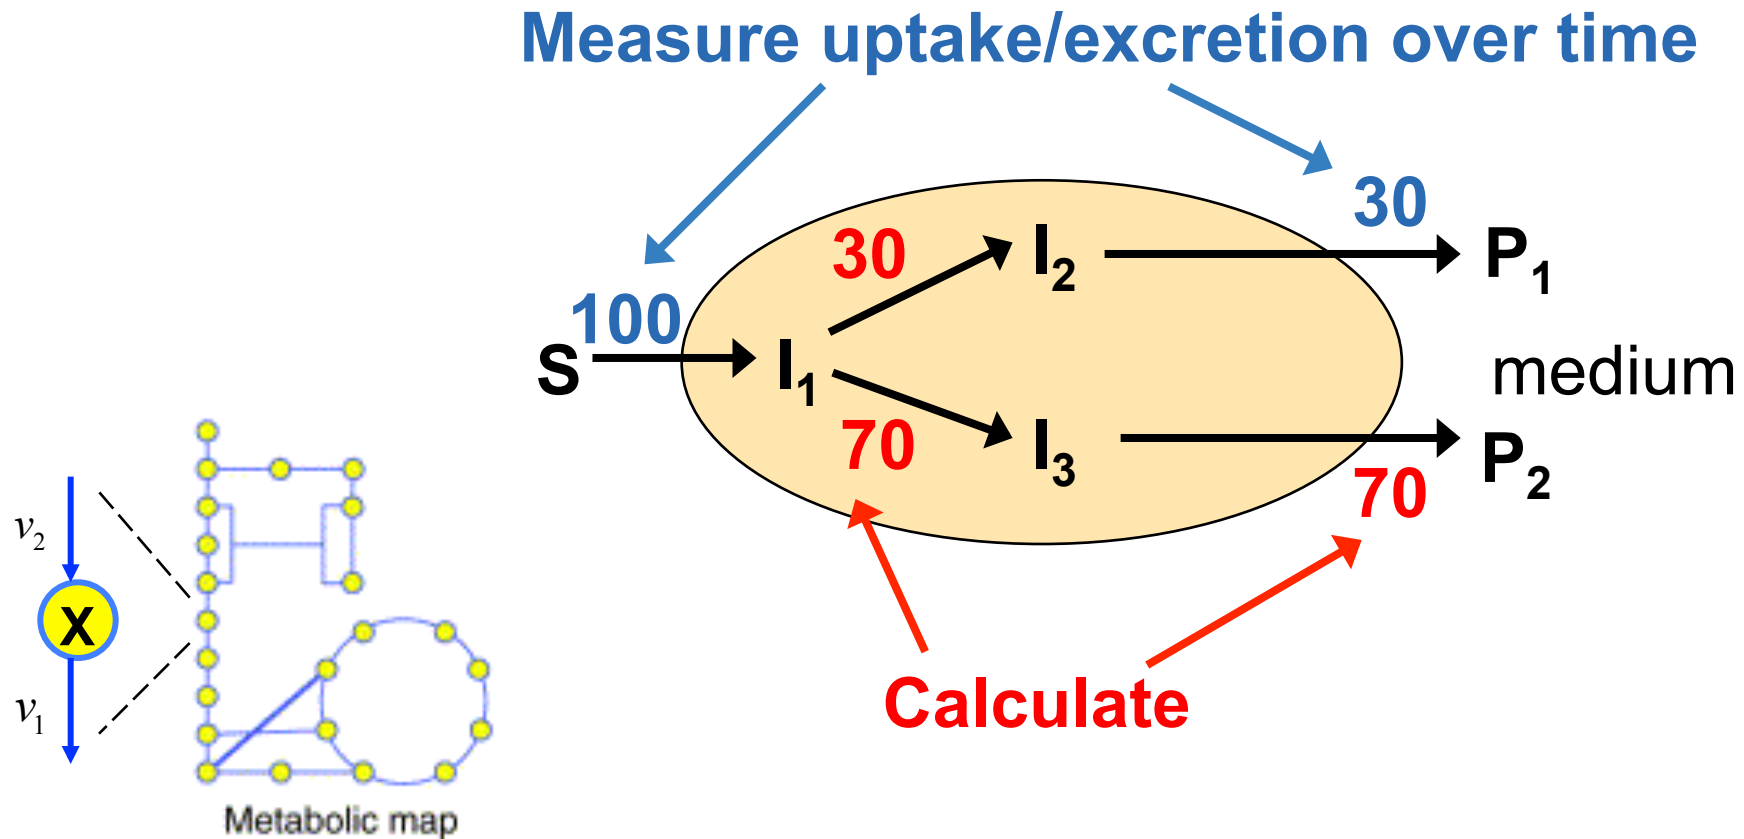 Measure uptake/excretion over time
30
30
I2
P1
100
S
I1
medium
70
I3
P2
70
v2
X
v1
Calculate
Metabolic map